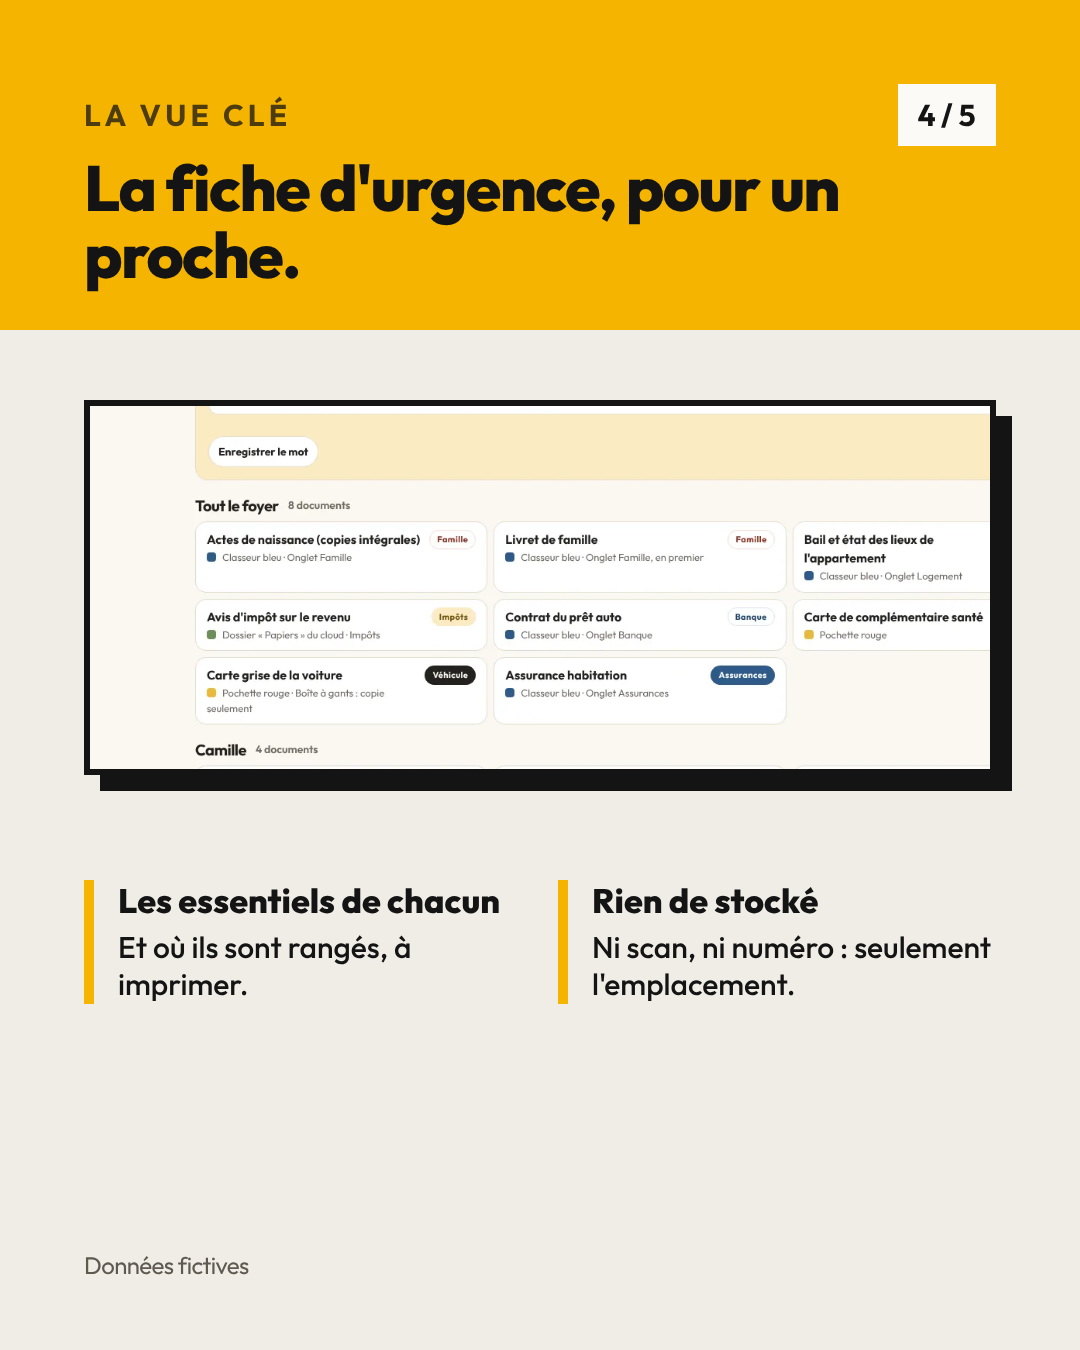 LA VUE CLÉ
4 / 5
La fiche d'urgence, pour un
proche.
Enregistrer le mot
Tout le foyer 8 documents
Actes de naissance (copies intégrales) Famille
Classeur bleu · Onglet Famille
Livret de famille Famille
Classeur bleu · Onglet Famille, en premier
Bail et état des lieux de
l'appartement
Classeur bleu · Onglet Logement
Avis d'impôt sur le revenu Impôts
Dossier « Papiers » du cloud · Impôts
Contrat du prêt auto Banque
Classeur bleu · Onglet Banque
Carte de complémentaire santé
Pochette rouge
Carte grise de la voiture Véhicule
Pochette rouge · Boîte à gants : copie
seulement
Assurance habitation Assurances
Classeur bleu · Onglet Assurances
Camille 4 documents
Les essentiels de chacun
Et où ils sont rangés, à
imprimer.
Rien de stocké
Ni scan, ni numéro : seulement
l'emplacement.
Données fictives